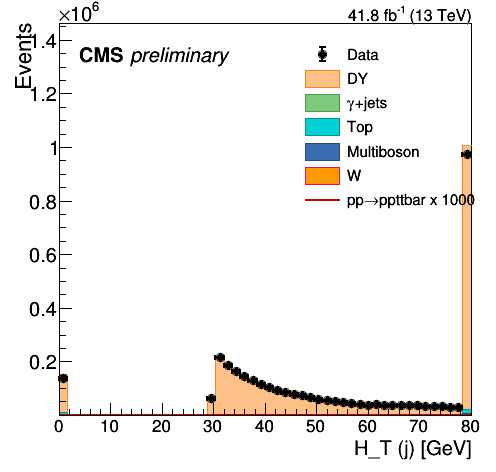 ×10⁶
41.8 fb⁻¹ (13 TeV)
Events
CMS preliminary
Data
DY
γ+jets
Top
Multiboson
W
pp→ppttbar x 1000
1.4
1.2
1
0.8
0.6
0.4
0.2
0 10 20 30 40 50 60 70 80
H_T (j) [GeV]